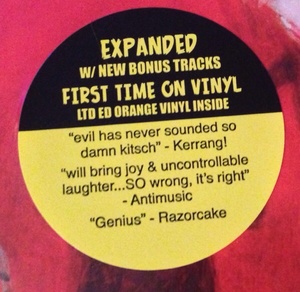 EXPANDED
W/ NEW BONUS TRACKS
FIRST TIME ON VINYL
LTD ED ORANGE VINYL INSIDE
“evil has never sounded so
damn kitsch” - Kerrang!
“will bring joy & uncontrollable
laughter...SO wrong, it's right”
- Antimusic
“Genius” - Razorcake